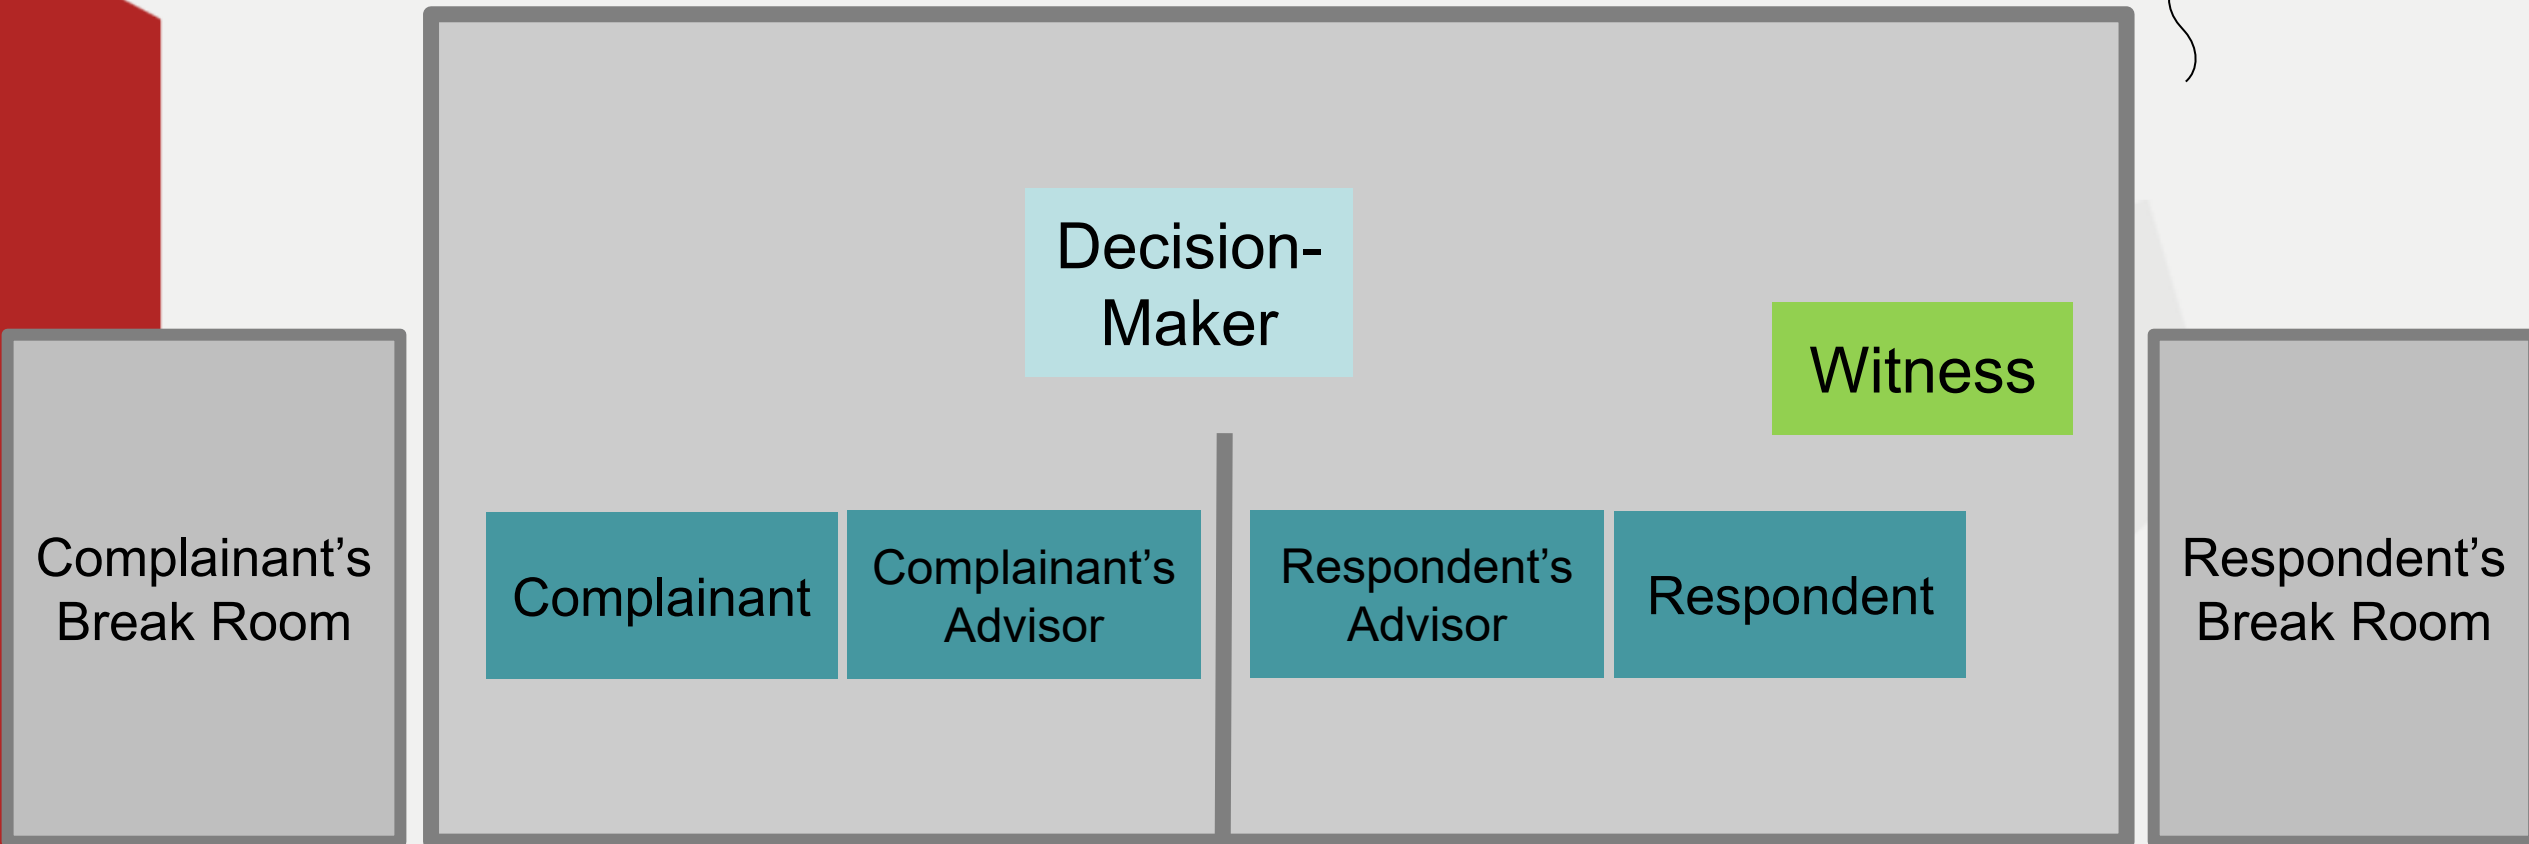 Decision-
Maker
Witness
Complainant’s
Break Room
Complainant
Complainant’s
Advisor
Respondent’s
Advisor
Respondent
Respondent’s
Break Room